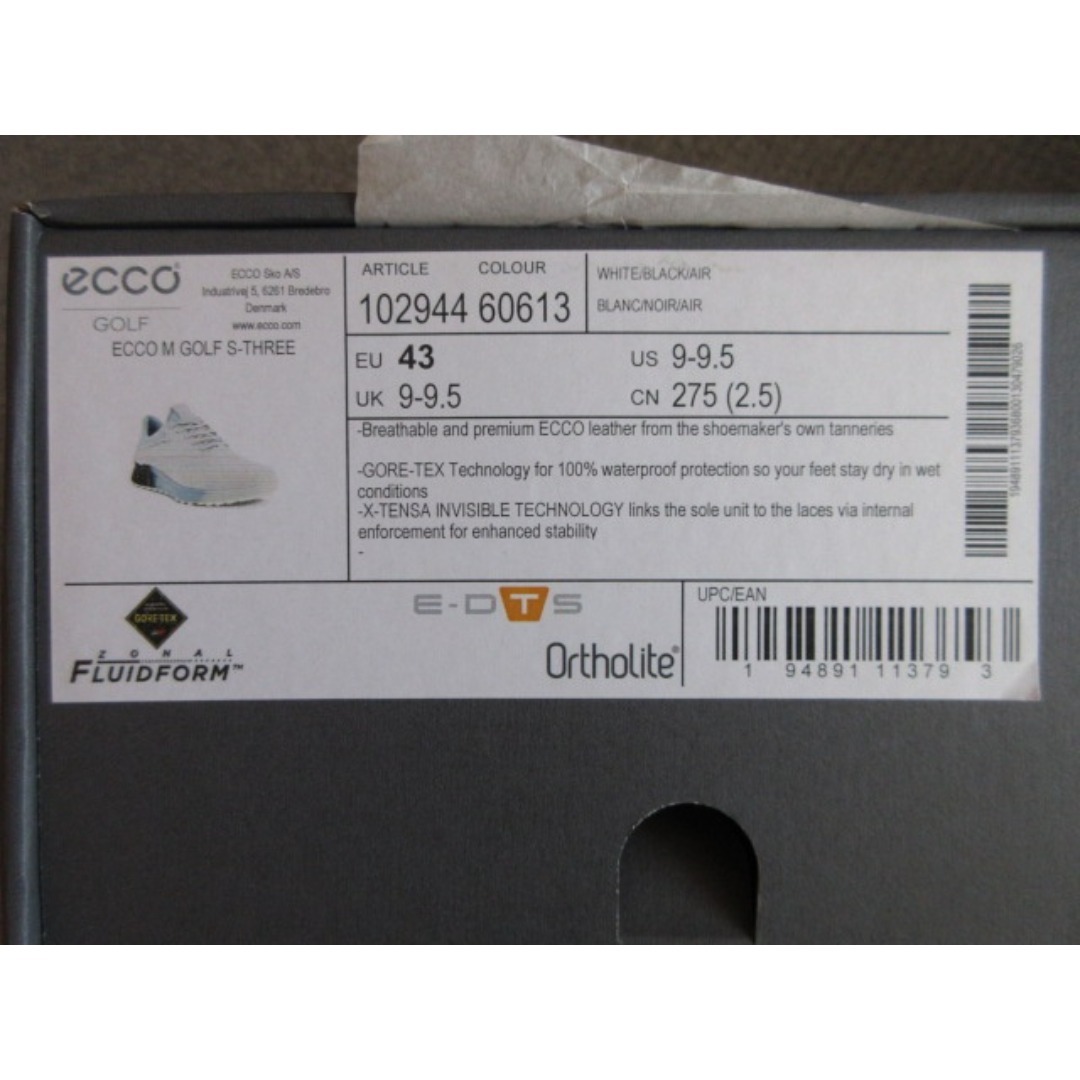 ecco
GOLF
ECCO Sko A/S
Industrivej 5, 6261 Bredebro
Denmark
www.ecco.com
ECCO M GOLF S-THREE
ARTICLE COLOUR
102944 60613
WHITE/BLACK/AIR
BLANC/NOIR/AIR
EU 43
US 9-9.5
UK 9-9.5
CN 275 (2.5)
-Breathable and premium ECCO leather from the shoemaker's own tanneries
-GORE-TEX Technology for 100% waterproof protection so your feet stay dry in wet
conditions
-X-TENSA INVISIBLE TECHNOLOGY links the sole unit to the laces via internal
enforcement for enhanced stability
-
GORE-TEX
ZONAL
FLUIDFORM™
E-DTS
Ortholite®
UPC/EAN
1 94891 11379 3